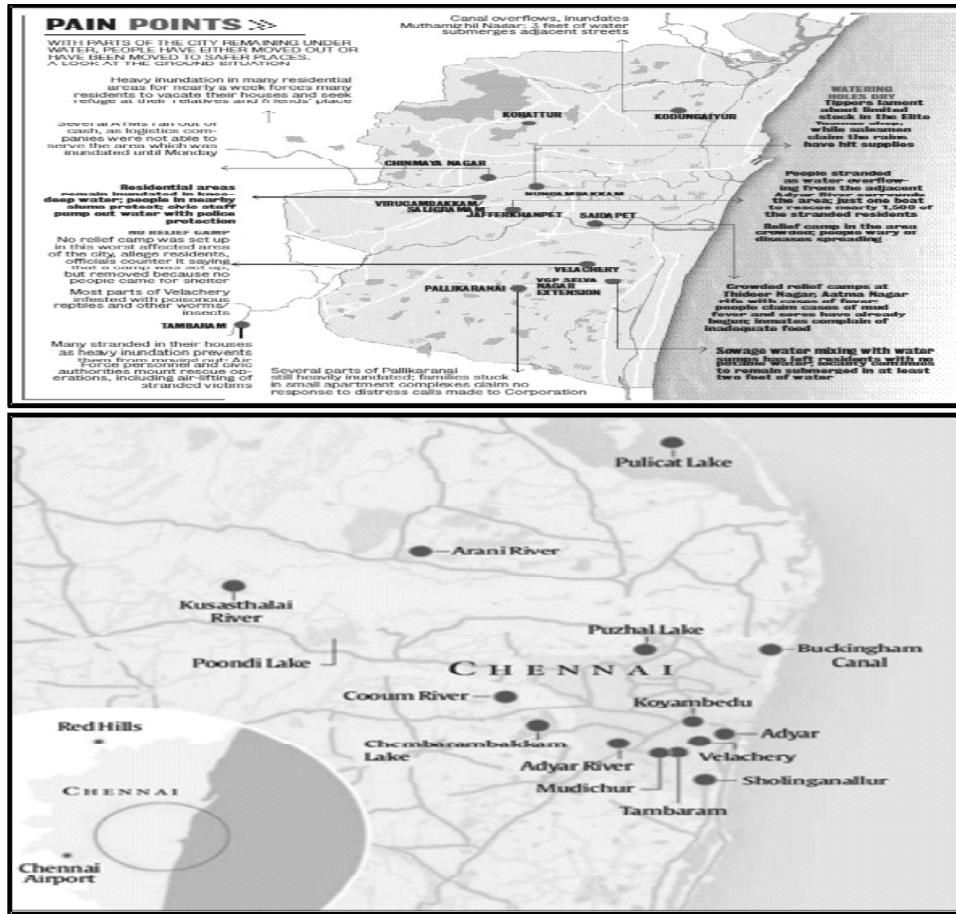 PAIN POINTS
WITH PARTS OF THE CITY REMAINING UNDER
WATER, PEOPLE HAVE EITHER MOVED OUT OR
HAVE BEEN MOVED TO SAFER PLACES.
A LOOK AT THE GROUND SITUATION
Heavy inundation in many residential
areas for nearly a week forces many
residents to vacate their houses and seek
refuge at their relatives and friends' place
Several ATMs ran out of
cash, as logistics com-
panies were not able to
serve the area which was
inundated until Monday
Residential areas
remain inundated in knee-
deep water; people in nearby
slums protest; civic staff
pump out water with police
protection
NO RELIEF CAMP
No relief camp was set up
in this worst affected area
of the city, allege residents,
officials counter it saying
that a camp was set up,
but removed because no
people came for shelter
Most parts of Velachery
infested with poisonous
reptiles and other worms/
insects
TAMBARAM
Many stranded in their houses
as heavy inundation prevents
them from moving out; Air
Force personnel and civic
authorities mount rescue op-
erations, including air-lifting of
stranded victims
Canal overflows, inundates
Muthamizhil Nagar; 3 feet of water
submerges adjacent streets
KORATTUR
KODUNGAIYUR
CHINMAYA NAGAR
NUNGAMBAKKAM
VIRUGAMBAKKAM/
SALIGRAMAM
JAFFERKHANPET
SAIDAPET
VELACHERY
PALLIKARANAI
VGP SELVA
NAGAR
EXTENSION
Several parts of Pallikaranai
still heavily inundated; families stuck
in small apartment complexes claim no
response to distress calls made to Corporation
WATERING
HOLES DRY
Tipplers lament
about limited
stock in the Elite
while salesmen
claim the rains
have hit supplies
People stranded
as water overflow-
ing from the adjacent
Adyar River surrounds
the area; just one boat
to rescue nearly 1,500 of
the stranded residents
Relief camp in the area
crowded; people wary of
diseases spreading
Crowded relief camps at
Thideer Nagar, Aatma Nagar
rife with cases of fever;
people claim cases of mud
fever and sores have already
begun; inmates complain of
inadequate food
Sewage water mixing with water
sumps has left residents with no
potable water; locality continues
to remain submerged in at least
two feet of water
Pulicat Lake
Arani River
Kusasthalai
River
Puzhal Lake
Poondi Lake
CHENNAI
Buckingham
Canal
Cooum River
Koyambedu
Red Hills
Chembarambakkam
Lake
Adyar
Adyar River
Velachery
CHENNAI
Mudichur
Sholinganallur
Tambaram
Chennai
Airport